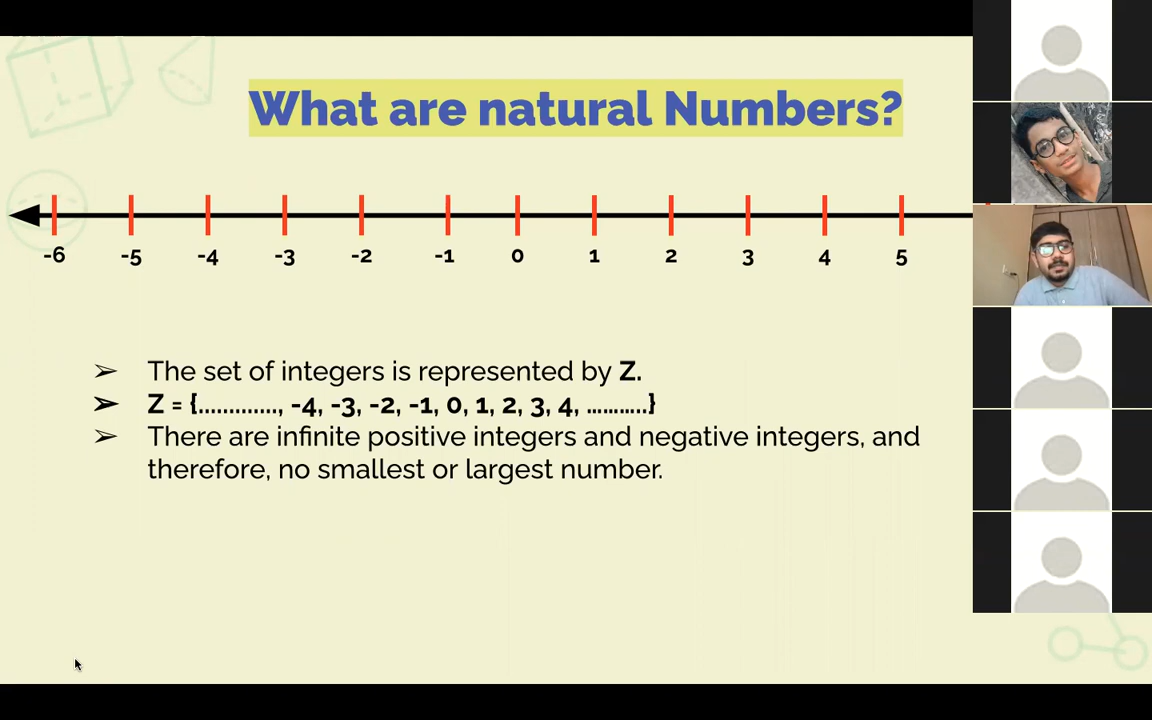 What are natural Numbers?
-6 -5 -4 -3 -2 -1 0 1 2 3 4 5
➢ The set of integers is represented by Z.
➢ Z = {............., -4, -3, -2, -1, 0, 1, 2, 3, 4, ...........}
➢ There are infinite positive integers and negative integers, and
therefore, no smallest or largest number.